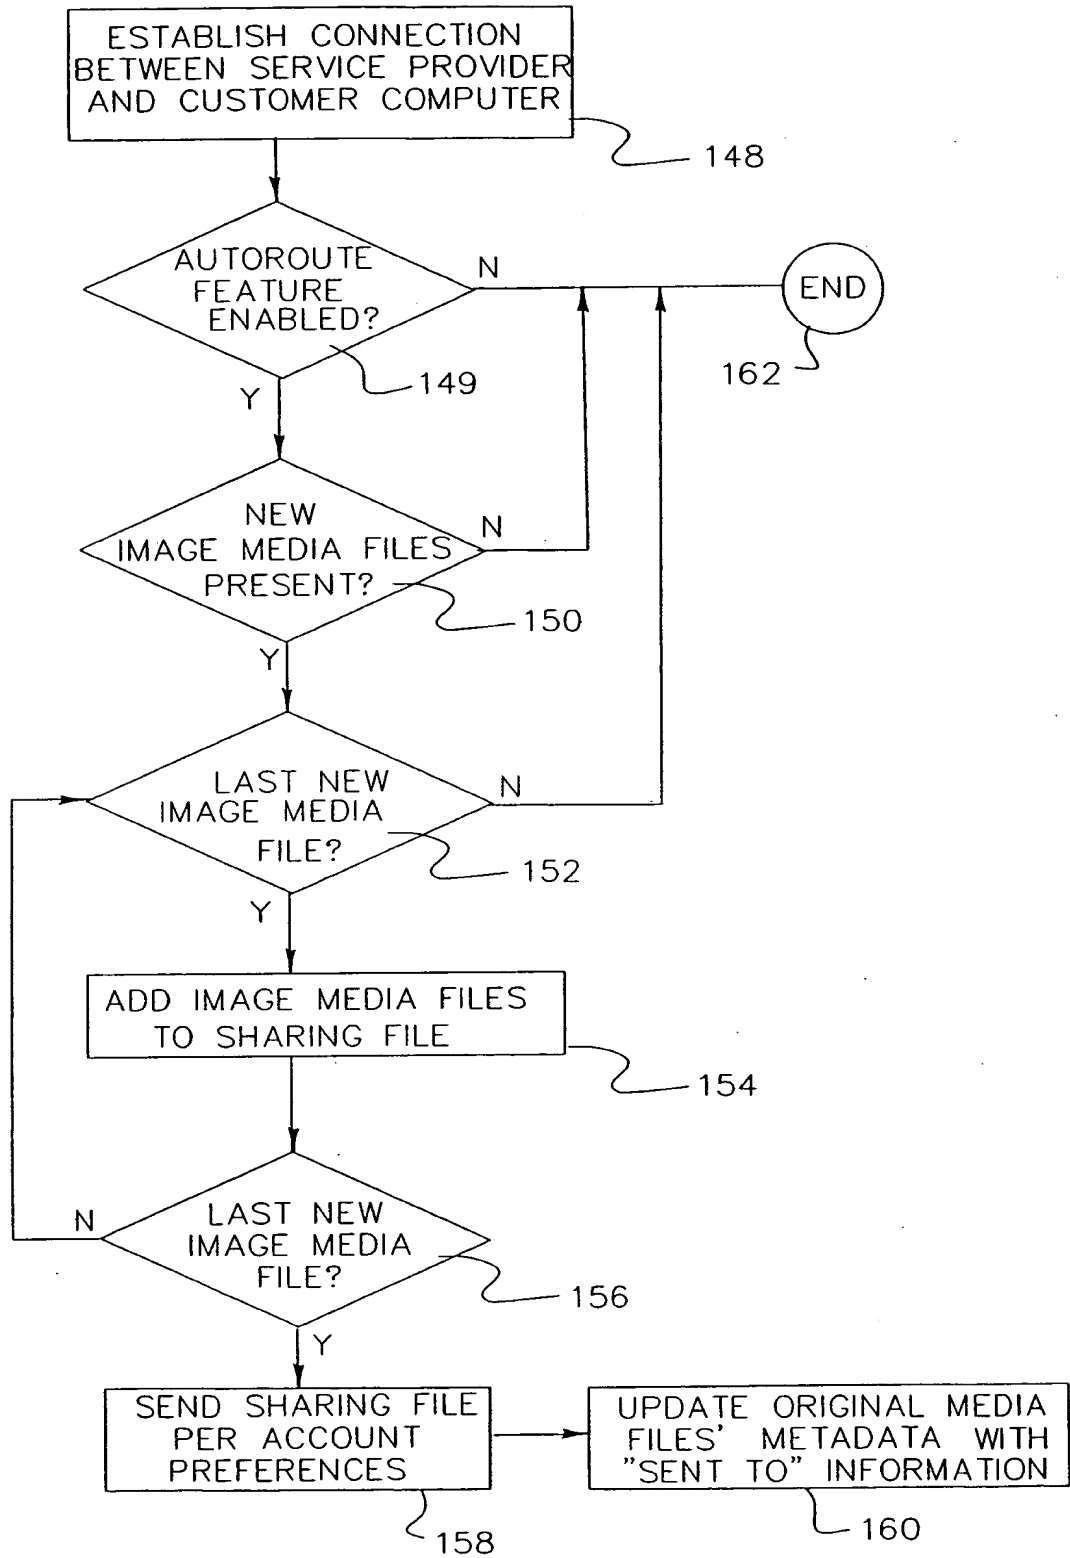 ESTABLISH CONNECTION
BETWEEN SERVICE PROVIDER
AND CUSTOMER COMPUTER
148
AUTOROUTE
FEATURE
ENABLED?
N
END
149
162
Y
NEW
IMAGE MEDIA FILES
PRESENT?
N
150
Y
LAST NEW
IMAGE MEDIA
FILE?
N
152
Y
ADD IMAGE MEDIA FILES
TO SHARING FILE
154
LAST NEW
IMAGE MEDIA
FILE?
N
156
Y
SEND SHARING FILE
PER ACCOUNT
PREFERENCES
158
UPDATE ORIGINAL MEDIA
FILES' METADATA WITH
"SENT TO" INFORMATION
160